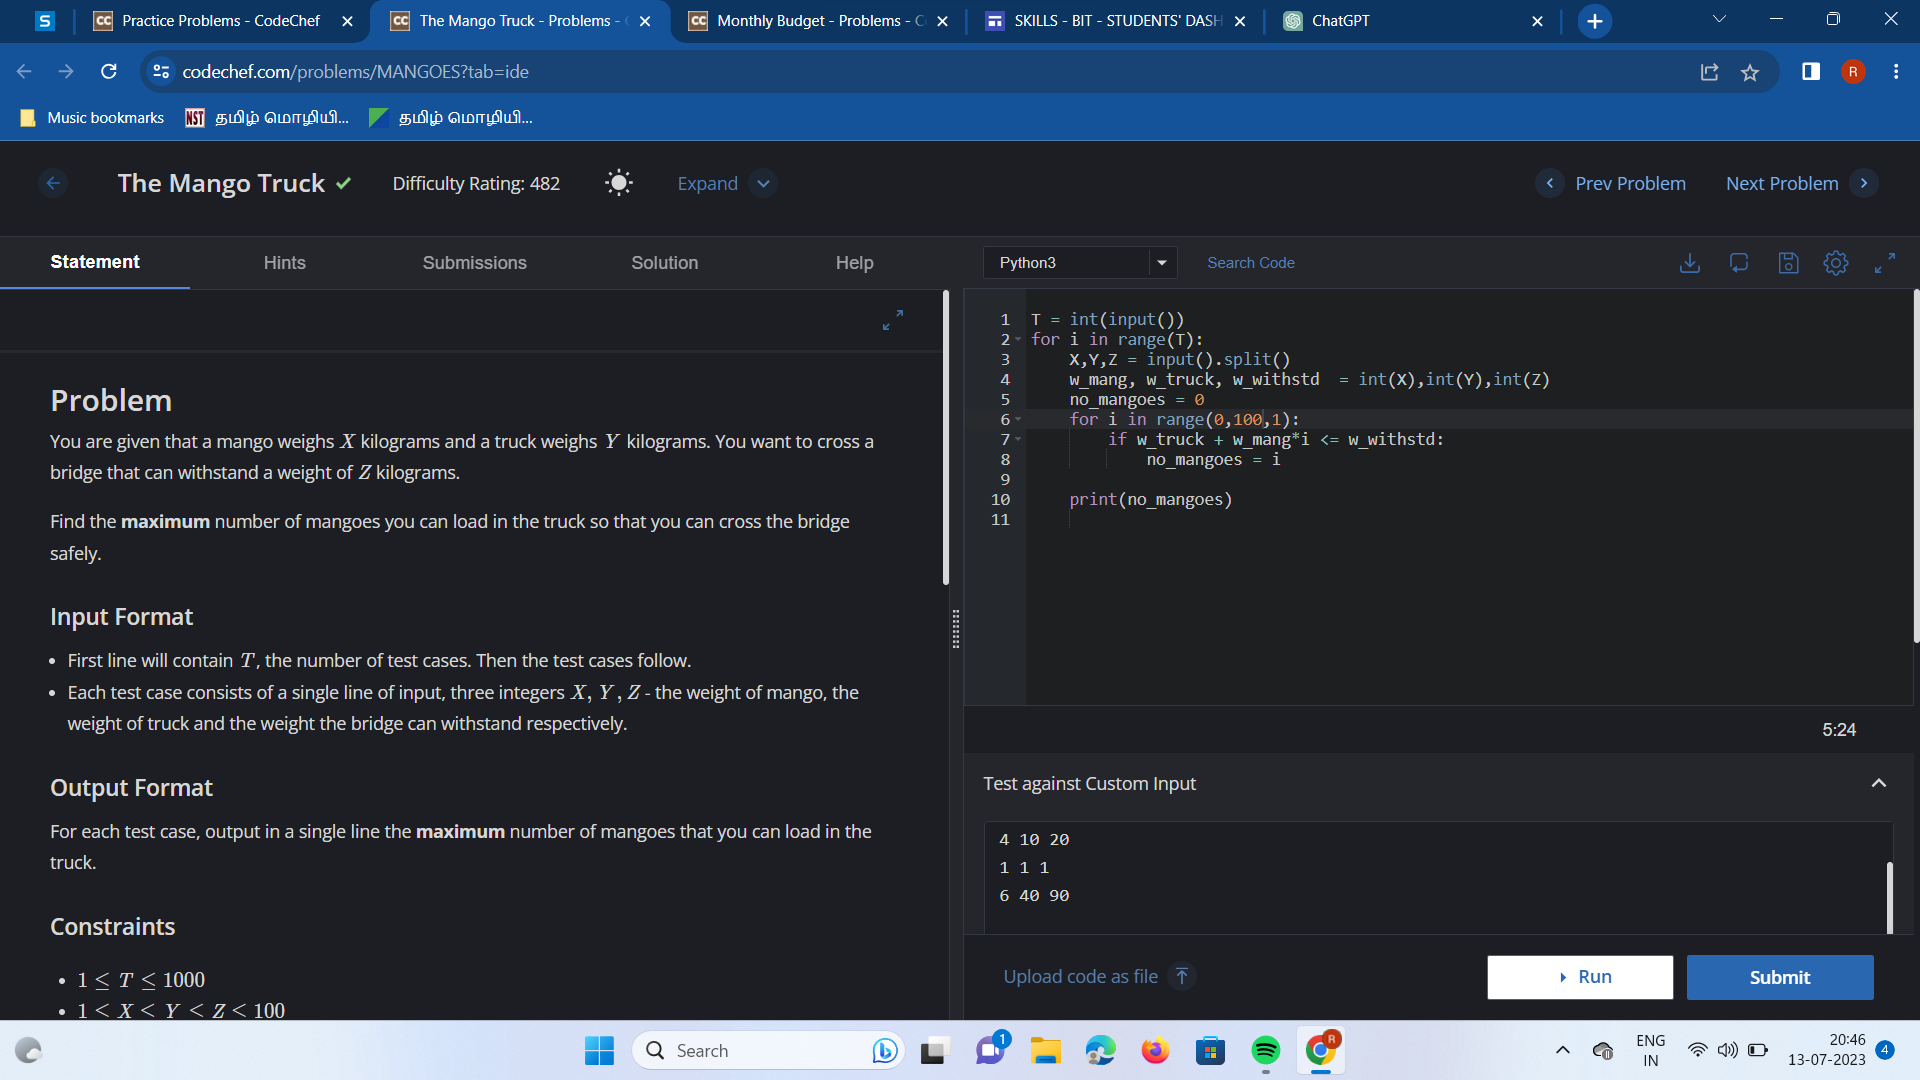 Practice Problems - CodeChef
The Mango Truck - Problems -
Monthly Budget - Problems -
SKILLS - BIT - STUDENTS' DASH
ChatGPT
codechef.com/problems/MANGOES?tab=ide
R
Music bookmarks
NST தமிழ் மொழியி...
தமிழ் மொழியி...
The Mango Truck
Difficulty Rating: 482
Expand
Prev Problem
Next Problem
Statement
Hints
Submissions
Solution
Help
Problem
You are given that a mango weighs X kilograms and a truck weighs Y kilograms. You want to cross a
bridge that can withstand a weight of Z kilograms.
Find the maximum number of mangoes you can load in the truck so that you can cross the bridge
safely.
Input Format
• First line will contain T, the number of test cases. Then the test cases follow.
• Each test case consists of a single line of input, three integers X, Y, Z - the weight of mango, the
weight of truck and the weight the bridge can withstand respectively.
Output Format
For each test case, output in a single line the maximum number of mangoes that you can load in the
truck.
Constraints
• 1 ≤ T ≤ 1000
• 1 ≤ X ≤ Y ≤ Z ≤ 100
Python3
Search Code
1 T = int(input())
2 for i in range(T):
3     X,Y,Z = input().split()
4     w_mang, w_truck, w_withstd  = int(X),int(Y),int(Z)
5     no_mangoes = 0
6     for i in range(0,100,1):
7         if w_truck + w_mang*i <= w_withstd:
8             no_mangoes = i
9
10     print(no_mangoes)
11
5:24
Test against Custom Input
4 10 20
1 1 1
6 40 90
Upload code as file
Run
Submit
Search
1
R
ENG
IN
20:46
13-07-2023
4